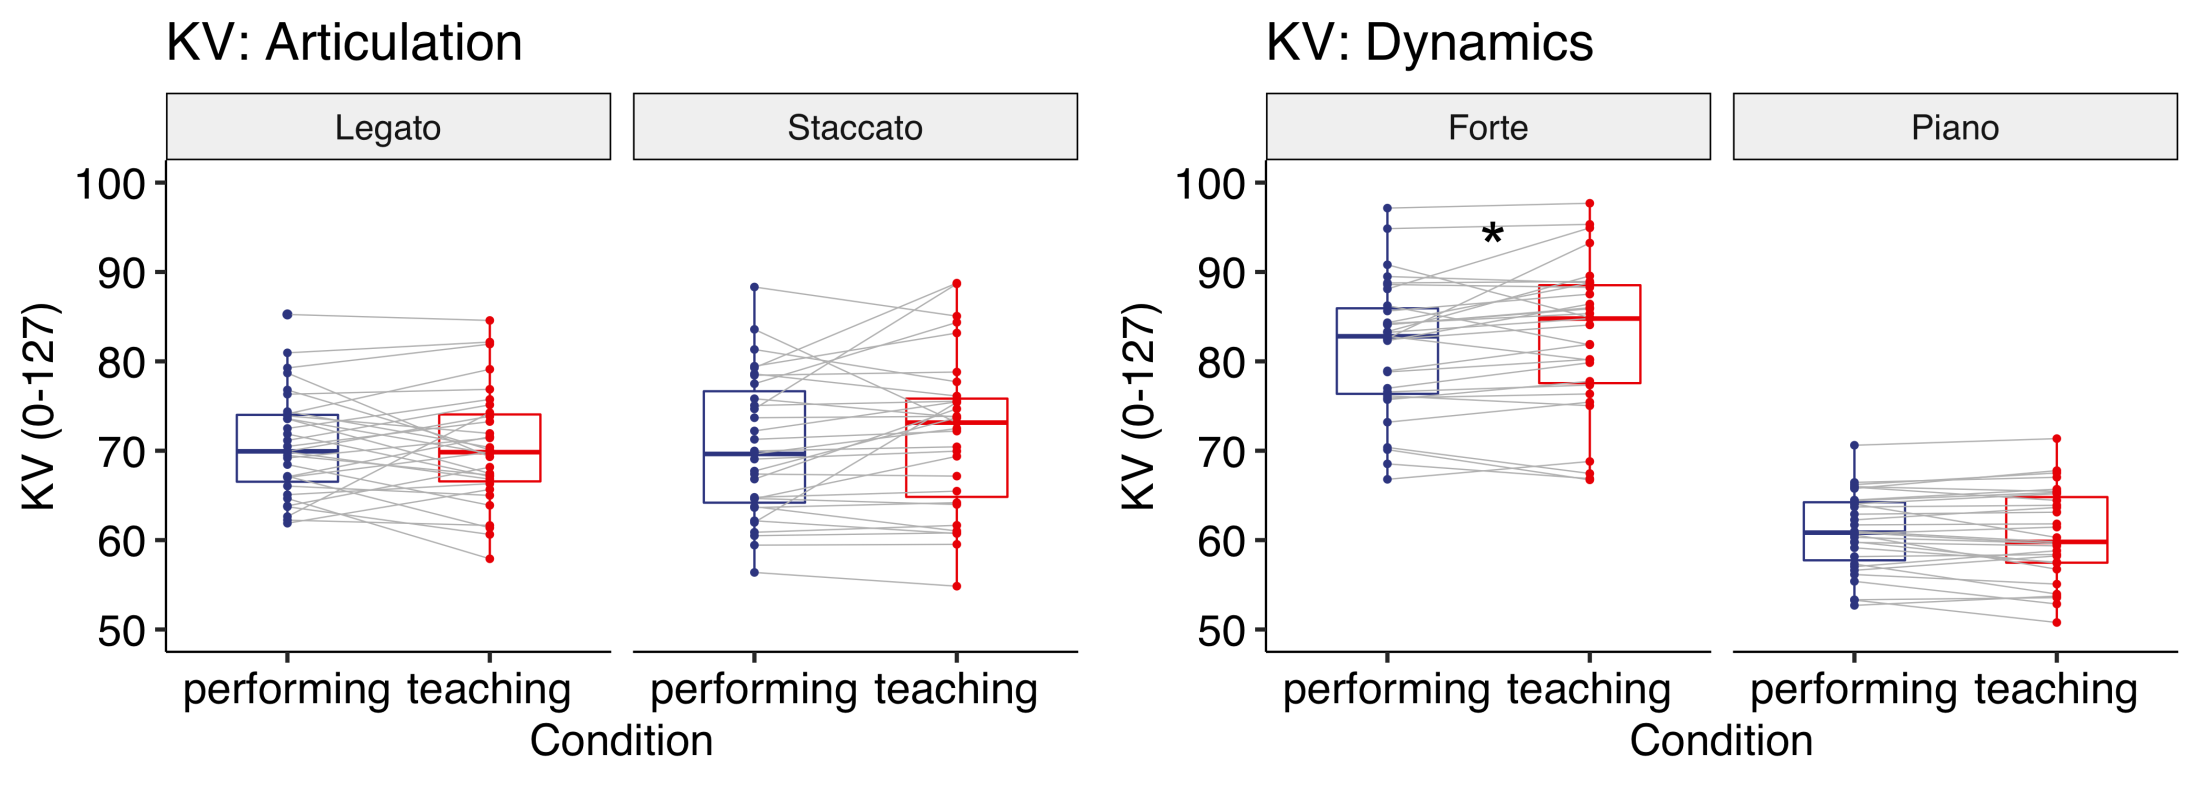 KV: Articulation
Legato
Staccato
KV (0-127)
100
90
80
70
60
50
performing teaching performing teaching
Condition
KV: Dynamics
Forte
Piano
KV (0-127)
100
90
80
70
60
50
*
performing teaching performing teaching
Condition